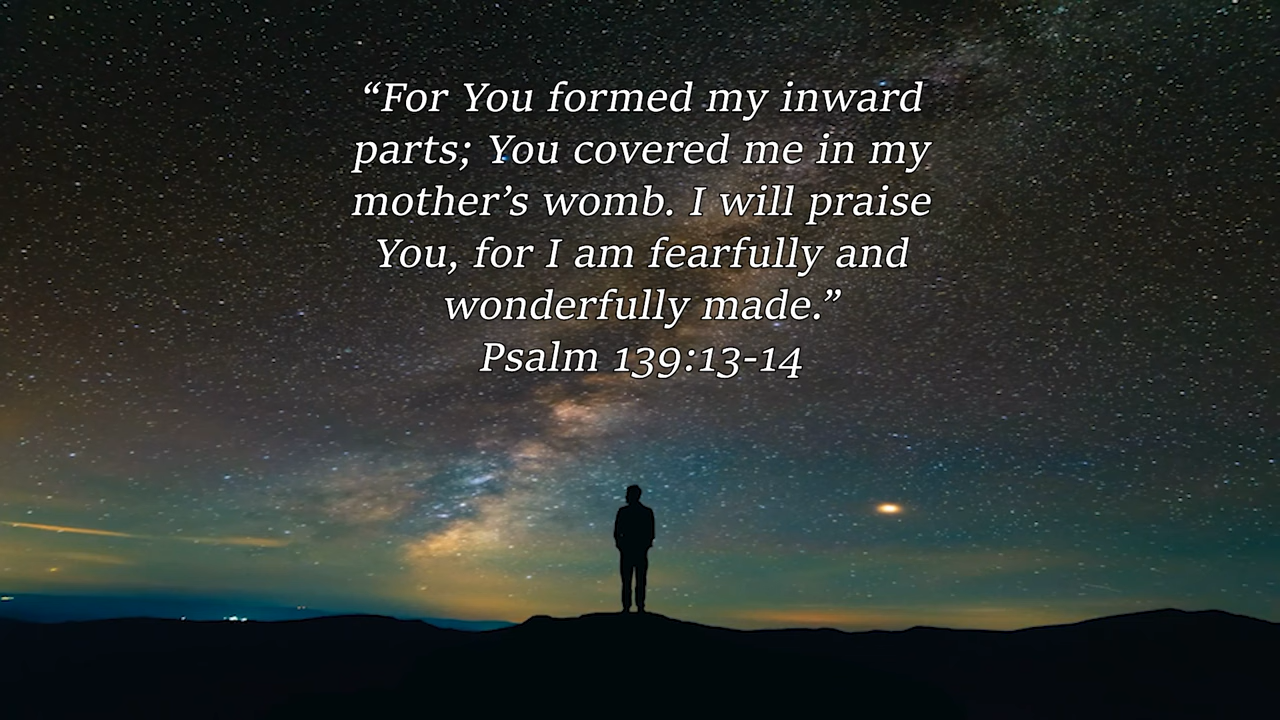 “For You formed my inward
parts; You covered me in my
mother’s womb. I will praise
You, for I am fearfully and
wonderfully made.”
Psalm 139:13-14